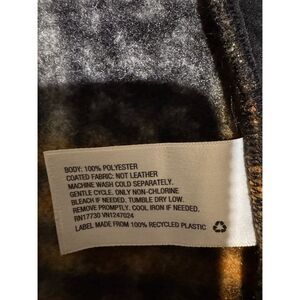 BODY: 100% POLYESTER
COATED FABRIC: NOT LEATHER
MACHINE WASH COLD SEPARATELY.
GENTLE CYCLE. ONLY NON-CHLORINE
BLEACH IF NEEDED. TUMBLE DRY LOW.
REMOVE PROMPTLY. COOL IRON IF NEEDED.
RN17730 VN1247024
LABEL MADE FROM 100% RECYCLED PLASTIC